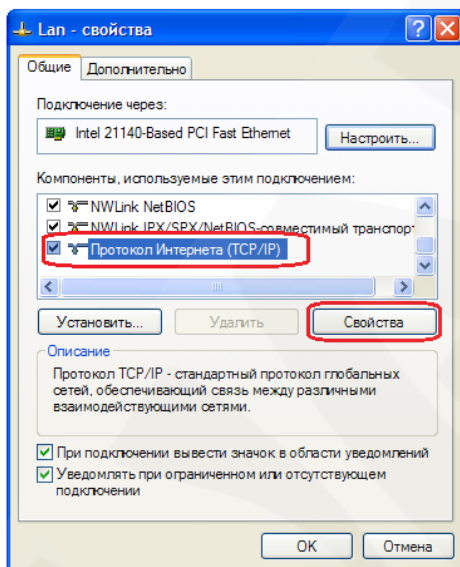 Lan - свойства
Общие Дополнительно
Подключение через:
Intel 21140-Based PCI Fast Ethernet Настроить...
Компоненты, используемые этим подключением:
NWLink NetBIOS
NWLink IPX/SPX/NetBIOS-совместимый транспорт
Протокол Интернета (TCP/IP)
Установить... Удалить Свойства
Описание
Протокол TCP/IP - стандартный протокол глобальных
сетей, обеспечивающий связь между различными
взаимодействующими сетями.
При подключении вывести значок в области уведомлений
Уведомлять при ограниченном или отсутствующем
подключении
OK Отмена